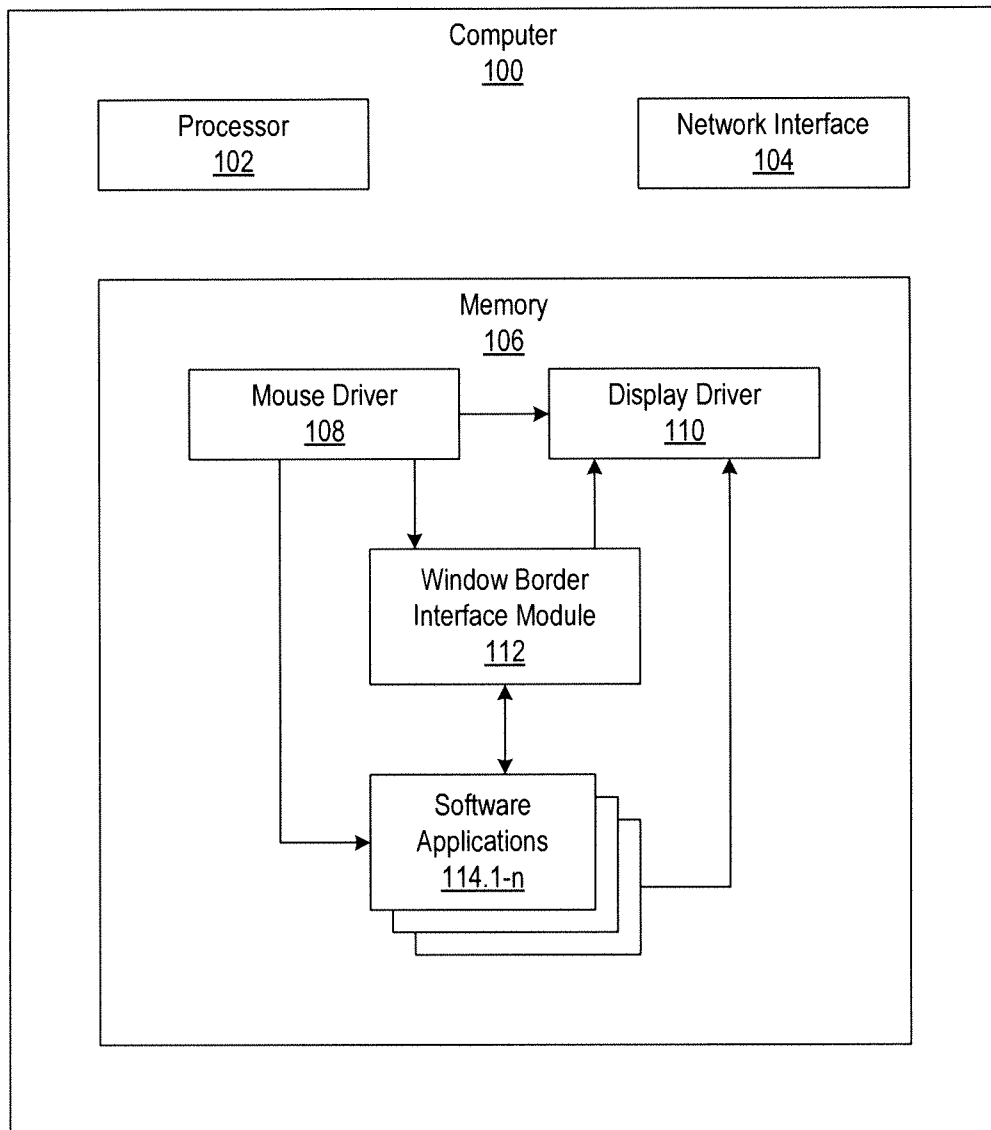 Computer
100
Processor
102
Network Interface
104
Memory
106
Mouse Driver
108
Display Driver
110
Window Border
Interface Module
112
Software
Applications
114.1-n